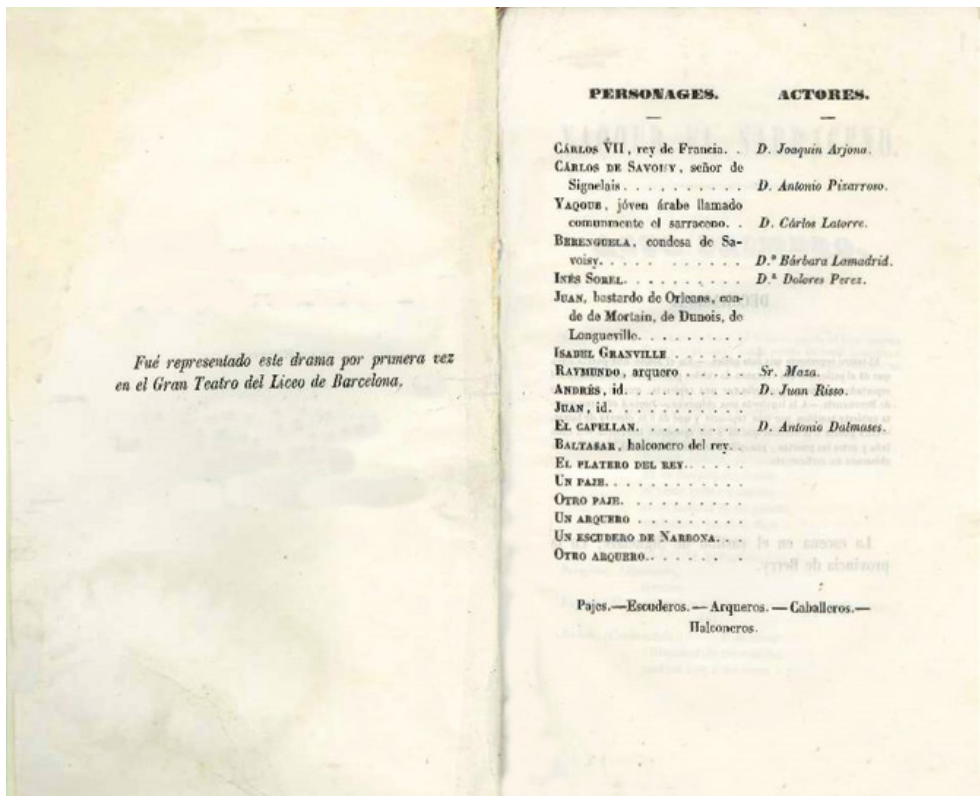 Fué representado este drama por primera vez
en el Gran Teatro del Liceo de Barcelona.
PERSONAGES. ACTORES.
CÁRLOS VII, rey de Francia. . D. Joaquin Arjona.
CÁRLOS DE SAVOISY, señor de
Signelais . . . . . . . . . . D. Antonio Pizarroso.
YAQOUB, jóven árabe llamado
comunmente el sarraceno. . D. Cárlos Latorre.
BERENGUELA, condesa de Sa-
voisy. . . . . . . . . . . . D.ª Bárbara Lamadrid.
INÉS SOREL. . . . . . . . . . D.ª Dolores Perez.
JUAN, bastardo de Orleans, con-
de de Mortain, de Dunois, de
Longueville. . . . . . . . .
ISABEL GRANVILLE . . . . . .
RAYMUNDO, arquero . . . . . Sr. Maza.
ANDRÉS, id. . . . . . . . . . D. Juan Risso.
JUAN, id. . . . . . . . . . .
EL CAPELLAN. . . . . . . . . D. Antonio Dalmases.
BALTASAR, halconero del rey.
EL PLATERO DEL REY. . . . . .
UN PAJE. . . . . . . . . . . .
OTRO PAJE. . . . . . . . . . .
UN ARQUERO . . . . . . . . .
UN ESCUDERO DE NARBONA. . .
OTRO ARQUERO. . . . . . . . .
Pajes.—Escuderos.—Arqueros.—Caballeros.—
Halconeros.